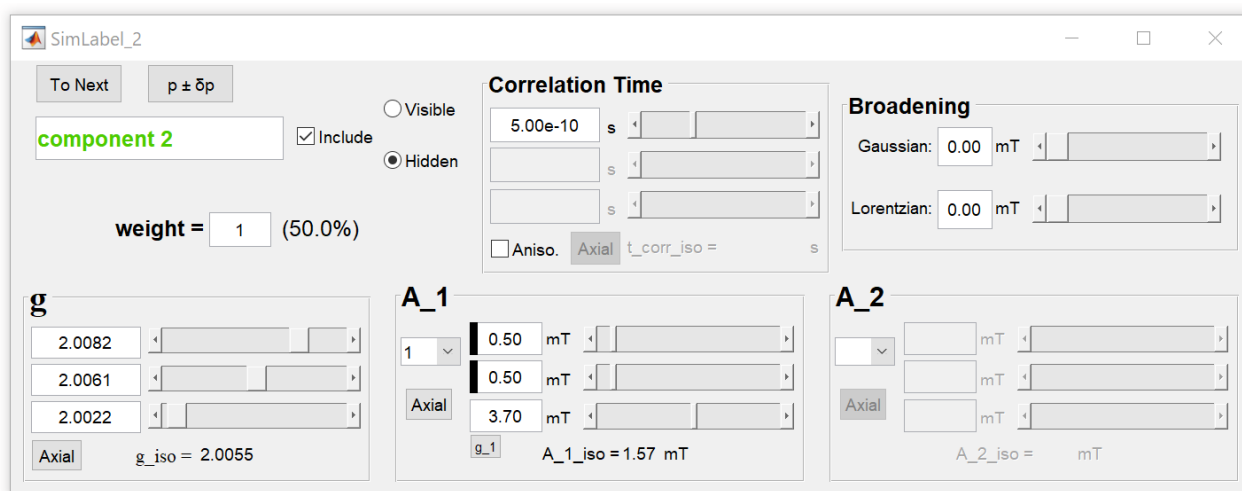 SimLabel_2
To Next
p ± δp
component 2
Include
Visible
Hidden
weight = 1 (50.0%)
Correlation Time
5.00e-10 s
s
s
Aniso. Axial t_corr_iso = s
Broadening
Gaussian: 0.00 mT
Lorentzian: 0.00 mT
g
2.0082
2.0061
2.0022
Axial g_iso = 2.0055
A_1
1
0.50 mT
0.50 mT
Axial
3.70 mT
g_1
A_1_iso = 1.57 mT
A_2
mT
mT
Axial
mT
A_2_iso = mT